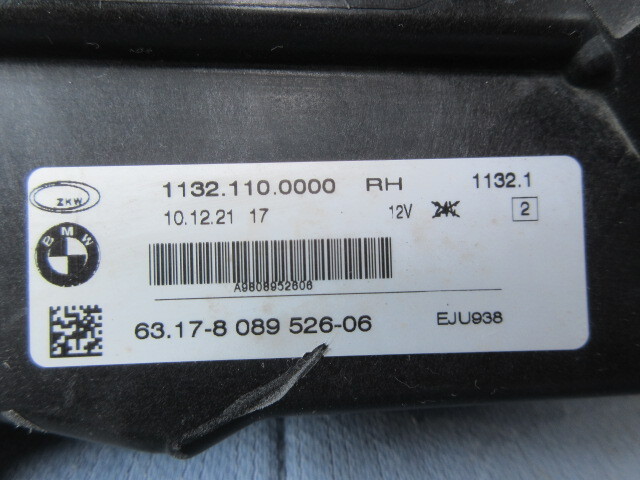 1132.110.0000 RH 1132.1
ZKW
10.12.21 17 12V 2
BMW
A9808952606
63.17-8 089 526-06 EJU938